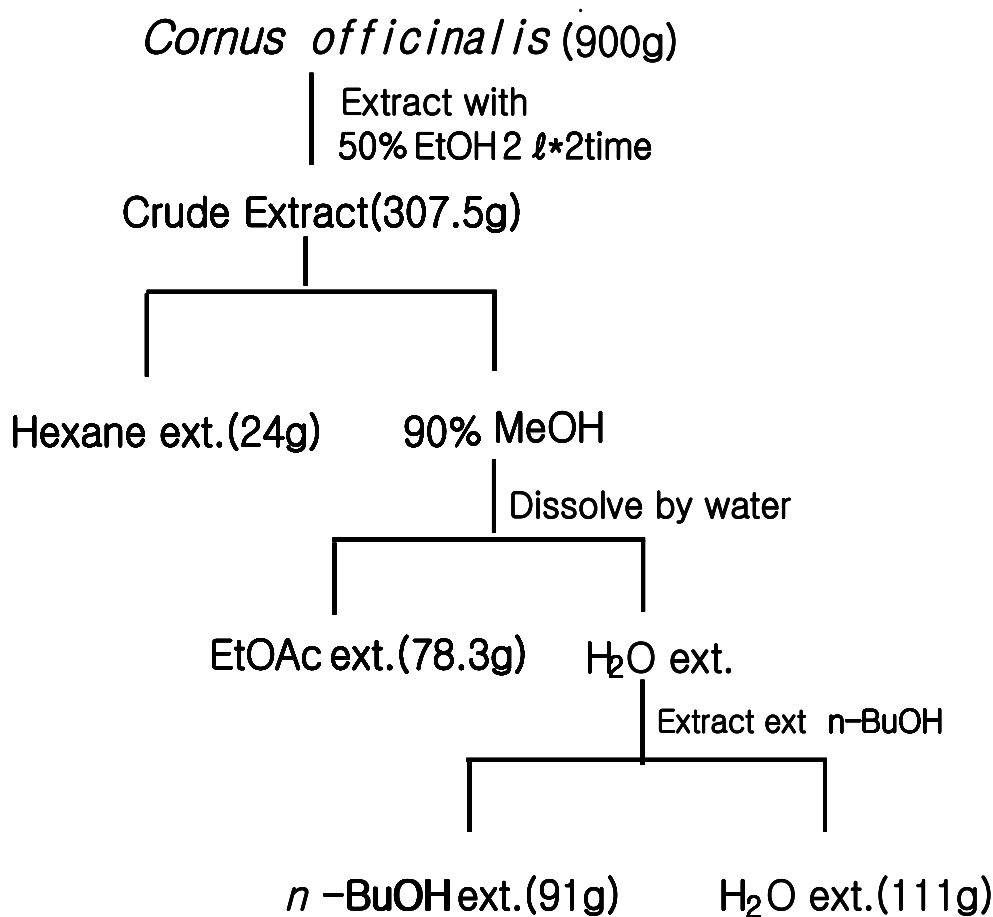 Cornus officinalis (900g)
Extract with
50% EtOH 2 ℓ*2time
Crude Extract(307.5g)
Hexane ext.(24g) 90% MeOH
Dissolve by water
EtOAc ext.(78.3g) H₂O ext.
Extract ext n-BuOH
n-BuOH ext.(91g) H₂O ext.(111g)